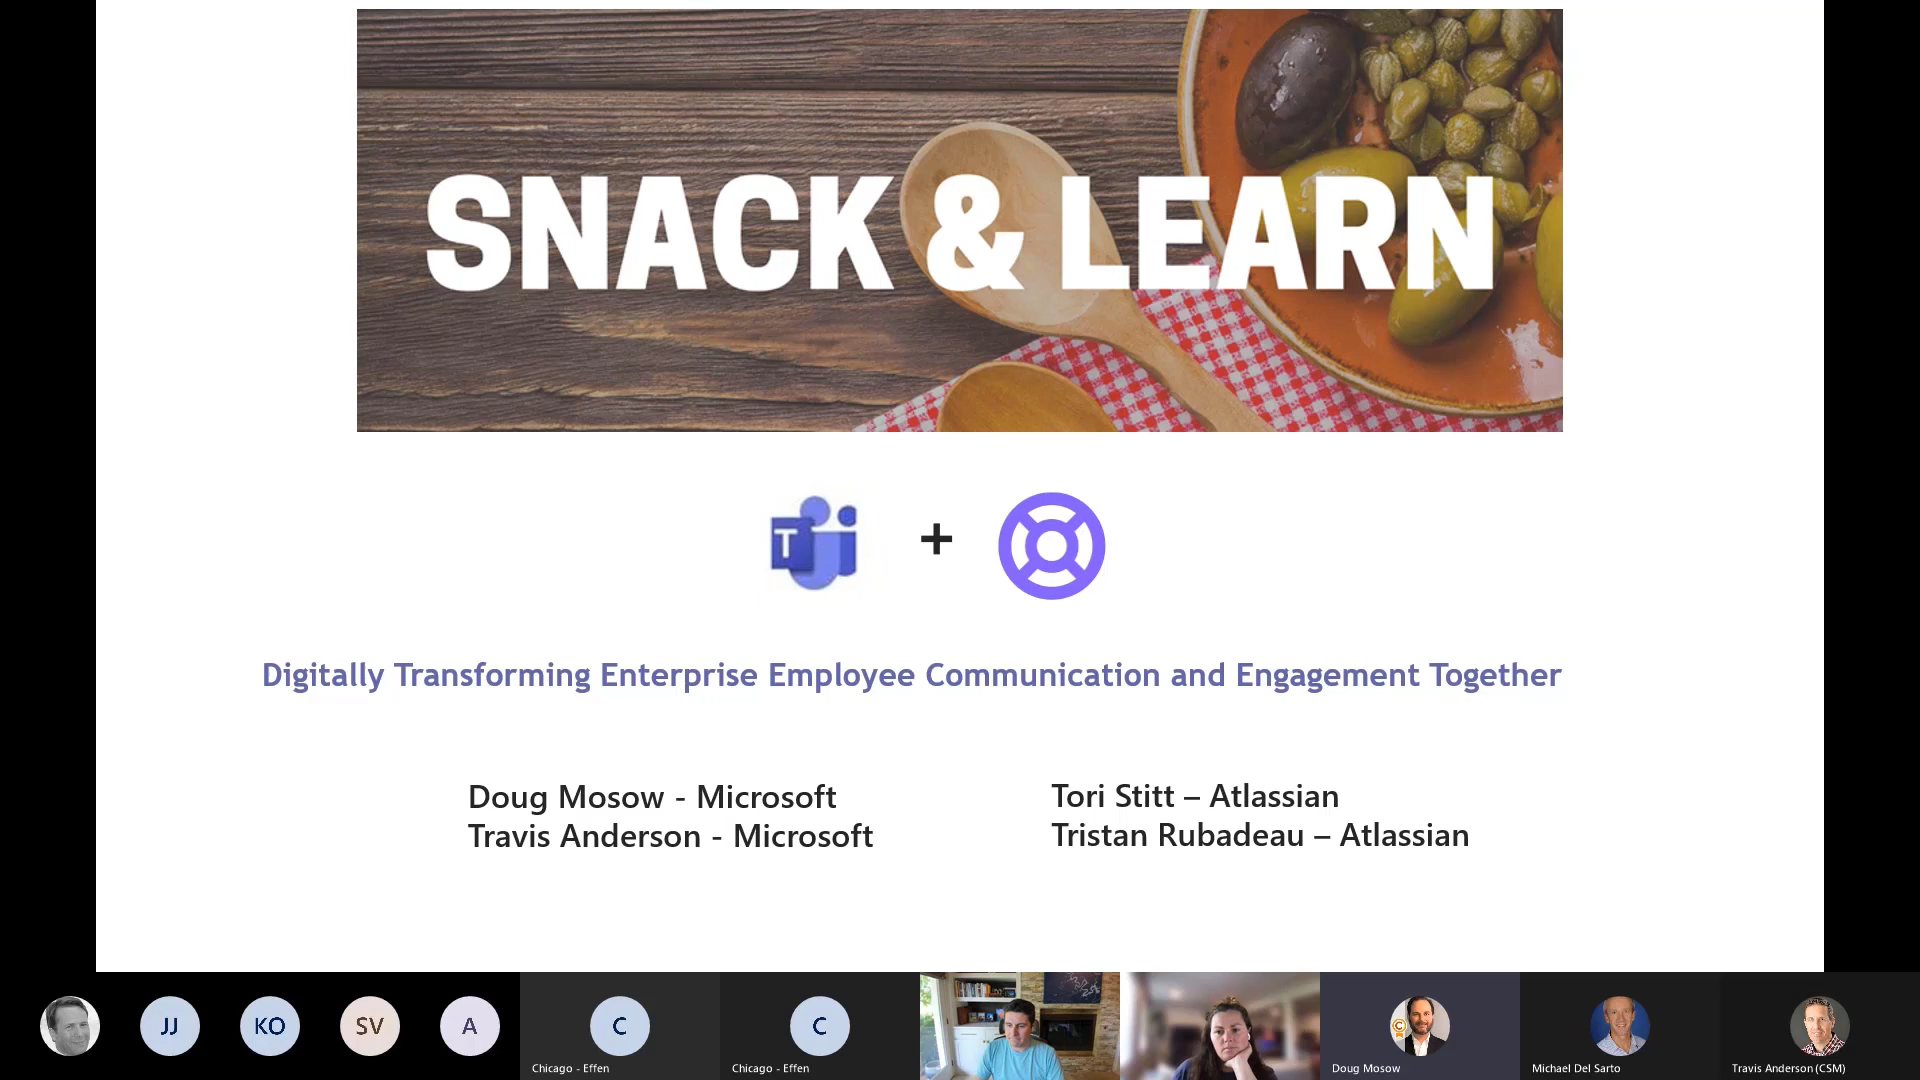 SNACK & LEARN
T
+
Digitally Transforming Enterprise Employee Communication and Engagement Together
Doug Mosow - Microsoft
Travis Anderson - Microsoft
Tori Stitt – Atlassian
Tristan Rubadeau – Atlassian
JJ
KO
SV
A
C
Chicago - Effen
C
Chicago - Effen
C
Doug Mosow
Michael Del Sarto
Travis Anderson (CSM)